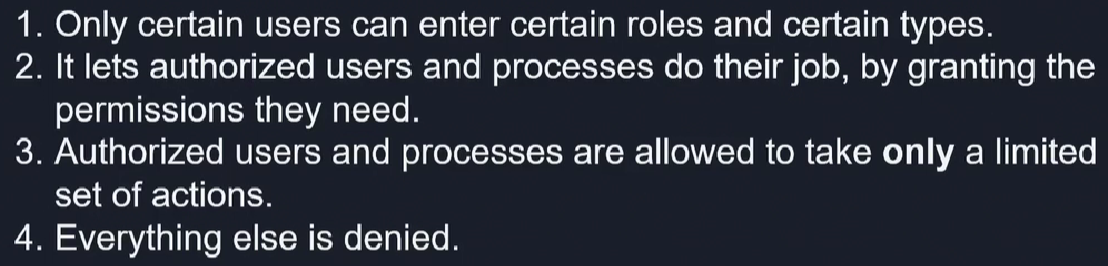 1. Only certain users can enter certain roles and certain types.
2. It lets authorized users and processes do their job, by granting the
permissions they need.
3. Authorized users and processes are allowed to take only a limited
set of actions.
4. Everything else is denied.